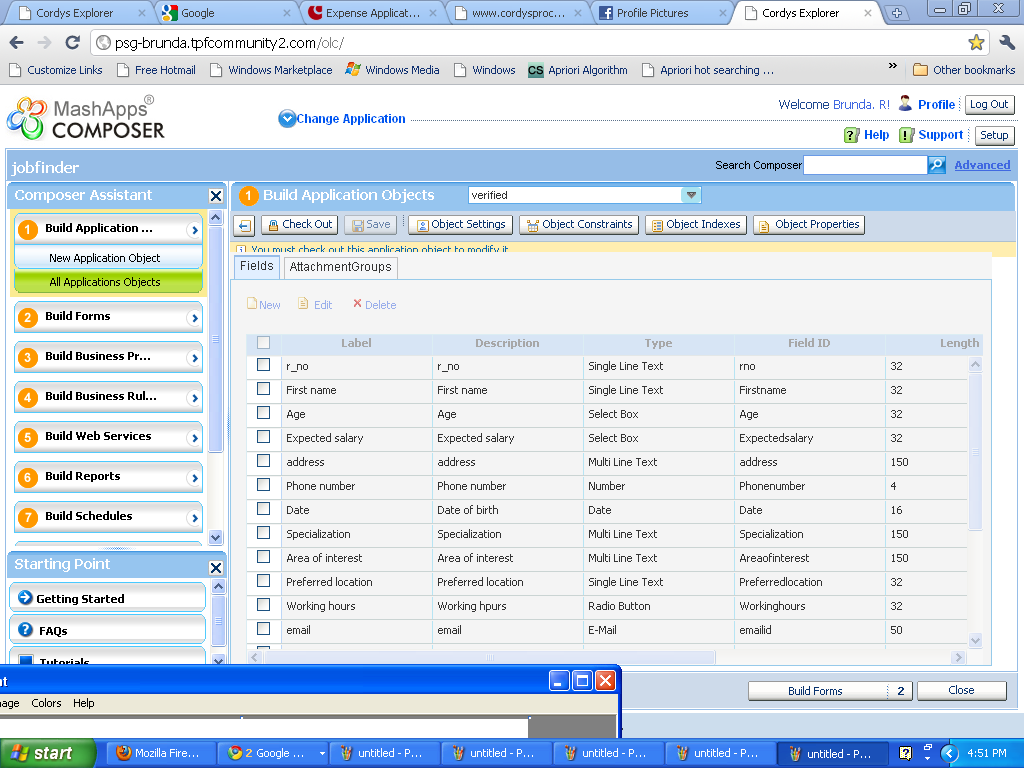 Cordys Explorer Google Expense Applicat... www.cordysproc... Profile Pictures Cordys Explorer
psg-brunda.tpfcommunity2.com/olc/
Customize Links Free Hotmail Windows Marketplace Windows Media Windows CS Apriori Algorithm Apriori hot searching ... » Other bookmarks
MashApps®
COMPOSER
Change Application
Welcome Brunda. R! Profile Log Out
Help Support Setup
jobfinder
Search Composer Advanced
Composer Assistant
1 Build Application ...
New Application Object
All Applications Objects
2 Build Forms
3 Build Business Pr...
4 Build Business Rul...
5 Build Web Services
6 Build Reports
7 Build Schedules
Starting Point
Getting Started
FAQs
Tutorials
1 Build Application Objects verified
Check Out Save Object Settings Object Constraints Object Indexes Object Properties
You must check out this application object to modify it
Fields AttachmentGroups
New Edit Delete
Label Description Type Field ID Length
r_no r_no Single Line Text rno 32
First name First name Single Line Text Firstname 32
Age Age Select Box Age 32
Expected salary Expected salary Select Box Expectedsalary 32
address address Multi Line Text address 150
Phone number Phone number Number Phonenumber 4
Date Date of birth Date Date 16
Specialization Specialization Multi Line Text Specialization 150
Area of interest Area of interest Multi Line Text Areaofinterest 150
Preferred location Preferred location Single Line Text Preferredlocation 32
Working hours Working hpurs Radio Button Workinghours 32
email email E-Mail emailid 50
Build Forms 2 Close
nt
nage Colors Help
start Mozilla Fire... 2 Google ... untitled - P... untitled - P... untitled - P... untitled - P... untitled - P... 4:51 PM